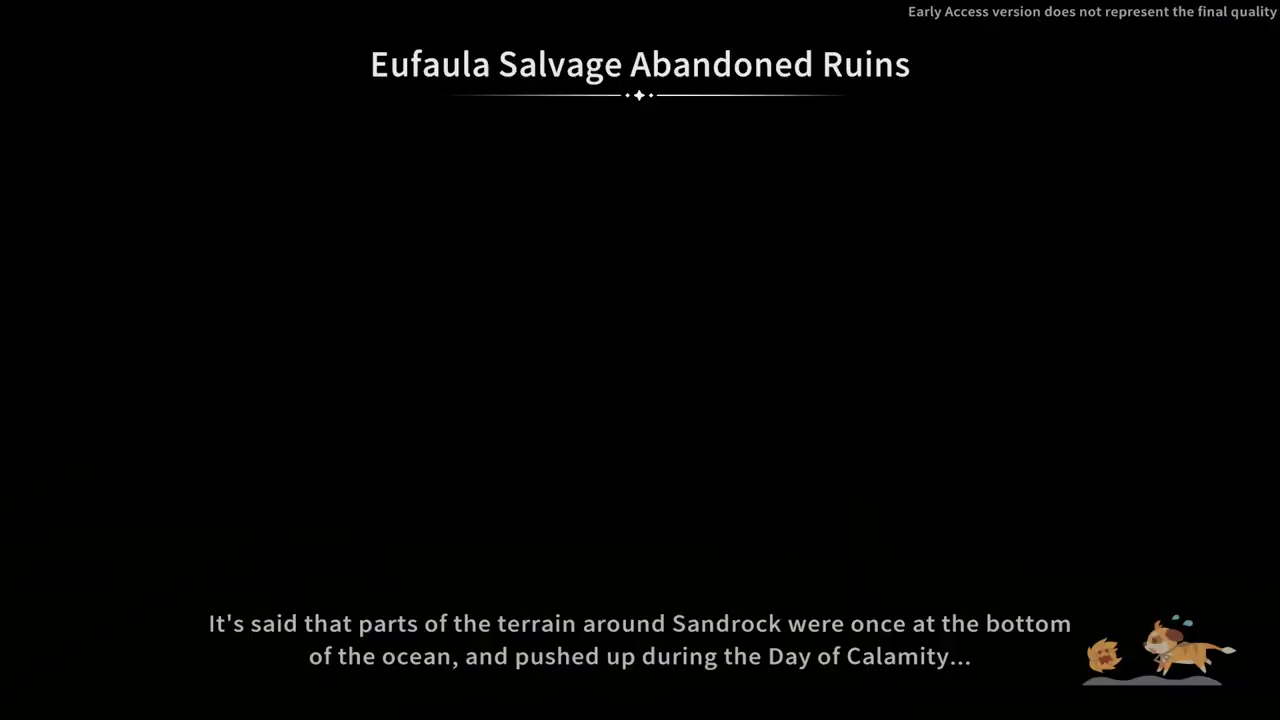 Early Access version does not represent the final quality
Eufaula Salvage Abandoned Ruins
It's said that parts of the terrain around Sandrock were once at the bottom
of the ocean, and pushed up during the Day of Calamity...